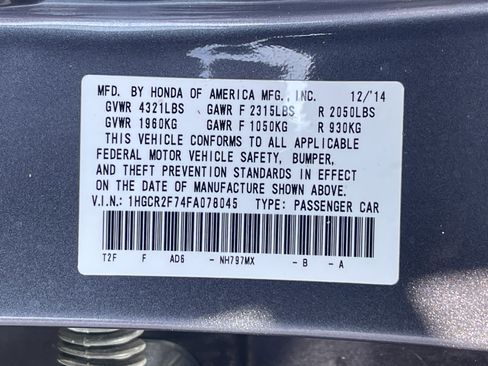 MFD. BY HONDA OF AMERICA MFG., INC. 12/'14
GVWR 4321LBS GAWR F 2315LBS R 2050LBS
GVWR 1960KG GAWR F 1050KG R 930KG
THIS VEHICLE CONFORMS TO ALL APPLICABLE
FEDERAL MOTOR VEHICLE SAFETY, BUMPER,
AND THEFT PREVENTION STANDARDS IN EFFECT
ON THE DATE OF MANUFACTURE SHOWN ABOVE.
V.I.N.: 1HGCR2F74FA078045 TYPE: PASSENGER CAR
T2F F AD6 - NH797MX - B - A